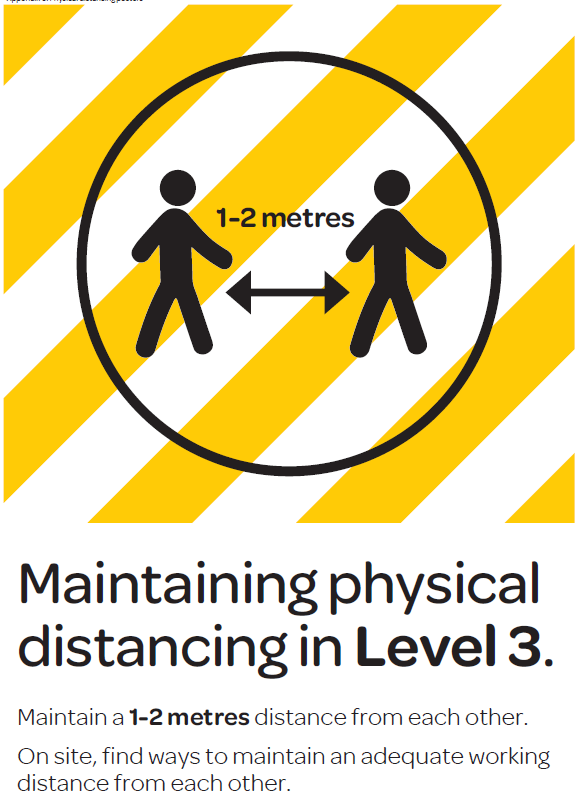 1-2 metres
Maintaining physical
distancing in Level 3.
Maintain a 1-2 metres distance from each other.
On site, find ways to maintain an adequate working
distance from each other.